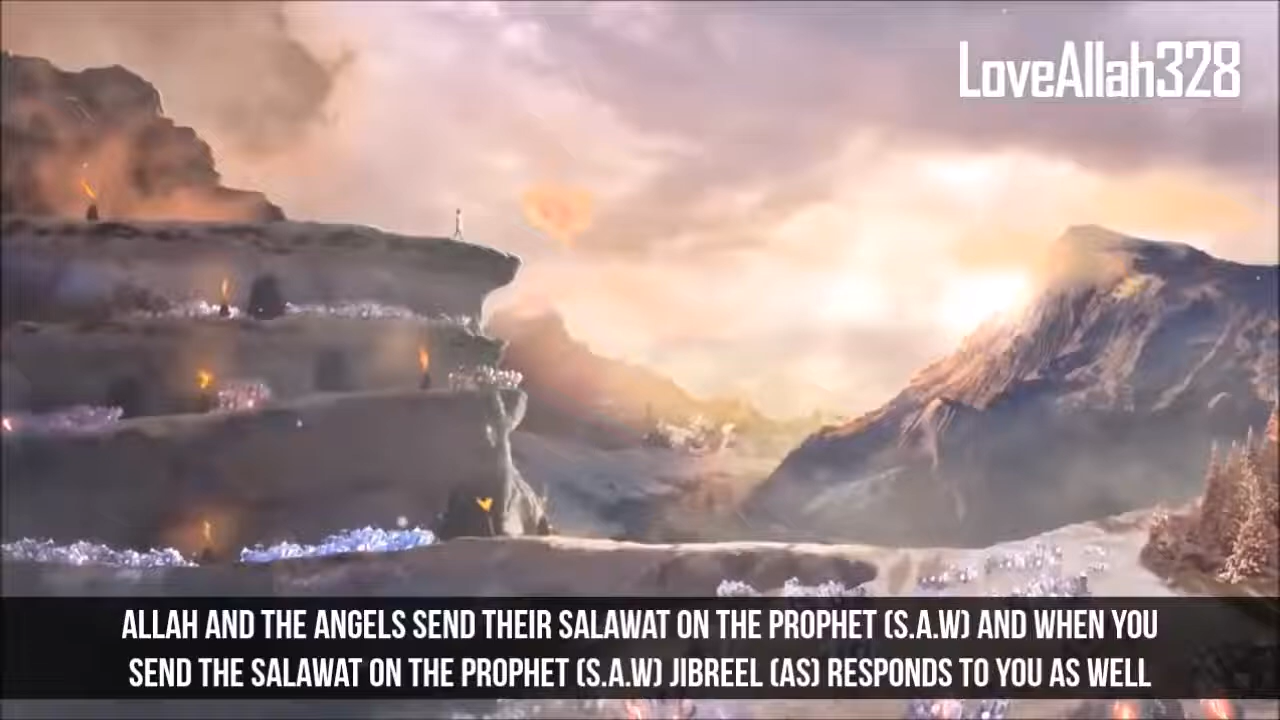 LoveAllah328
ALLAH AND THE ANGELS SEND THEIR SALAWAT ON THE PROPHET (S.A.W) AND WHEN YOU
SEND THE SALAWAT ON THE PROPHET (S.A.W) JIBREEL (AS) RESPONDS TO YOU AS WELL